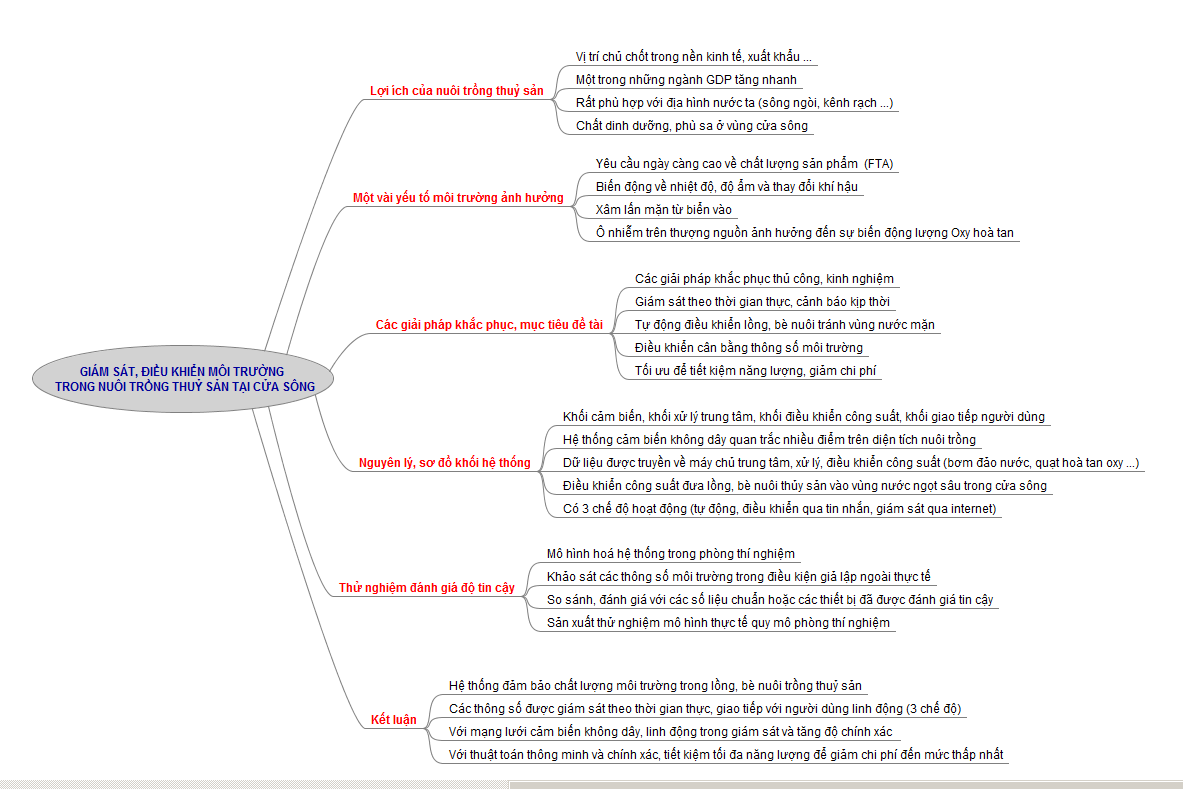 Vị trí chủ chốt trong nền kinh tế, xuất khẩu ...
Một trong những ngành GDP tăng nhanh
Lợi ích của nuôi trồng thuỷ sản
Rất phù hợp với địa hình nước ta (sông ngòi, kênh rạch ...)
Chất dinh dưỡng, phù sa ở vùng cửa sông
Yêu cầu ngày càng cao về chất lượng sản phẩm (FTA)
Biến động về nhiệt độ, độ ẩm và thay đổi khí hậu
Một vài yếu tố môi trường ảnh hưởng
Xâm lấn mặn từ biển vào
Ô nhiễm trên thượng nguồn ảnh hưởng đến sự biến động lượng Oxy hoà tan
Các giải pháp khắc phục thủ công, kinh nghiệm
Giám sát theo thời gian thực, cảnh báo kịp thời
Các giải pháp khắc phục, mục tiêu đề tài
Tự động điều khiển lồng, bè nuôi tránh vùng nước mặn
Điều khiển cân bằng thông số môi trường
Tối ưu để tiết kiệm năng lượng, giảm chi phí
GIÁM SÁT, ĐIỀU KHIỂN MÔI TRƯỜNG
TRONG NUÔI TRỒNG THUỶ SẢN TẠI CỬA SÔNG
Khối cảm biến, khối xử lý trung tâm, khối điều khiển công suất, khối giao tiếp người dùng
Hệ thống cảm biến không dây quan trắc nhiều điểm trên diện tích nuôi trồng
Nguyên lý, sơ đồ khối hệ thống
Dữ liệu được truyền về máy chủ trung tâm, xử lý, điều khiển công suất (bơm đảo nước, quạt hoà tan oxy ...)
Điều khiển công suất đưa lồng, bè nuôi thủy sản vào vùng nước ngọt sâu trong cửa sông
Có 3 chế độ hoạt động (tự động, điều khiển qua tin nhắn, giám sát qua internet)
Mô hình hoá hệ thống trong phòng thí nghiệm
Khảo sát các thông số môi trường trong điều kiện giả lập ngoài thực tế
Thử nghiệm đánh giá độ tin cậy
So sánh, đánh giá với các số liệu chuẩn hoặc các thiết bị đã được đánh giá tin cậy
Sản xuất thử nghiệm mô hình thực tế quy mô phòng thí nghiệm
Hệ thống đảm bảo chất lượng môi trường trong lồng, bè nuôi trồng thuỷ sản
Các thông số được giám sát theo thời gian thực, giao tiếp với người dùng linh động (3 chế độ)
Kết luận
Với mạng lưới cảm biến không dây, linh động trong giám sát và tăng độ chính xác
Với thuật toán thông minh và chính xác, tiết kiệm tối đa năng lượng để giảm chi phí đến mức thấp nhất